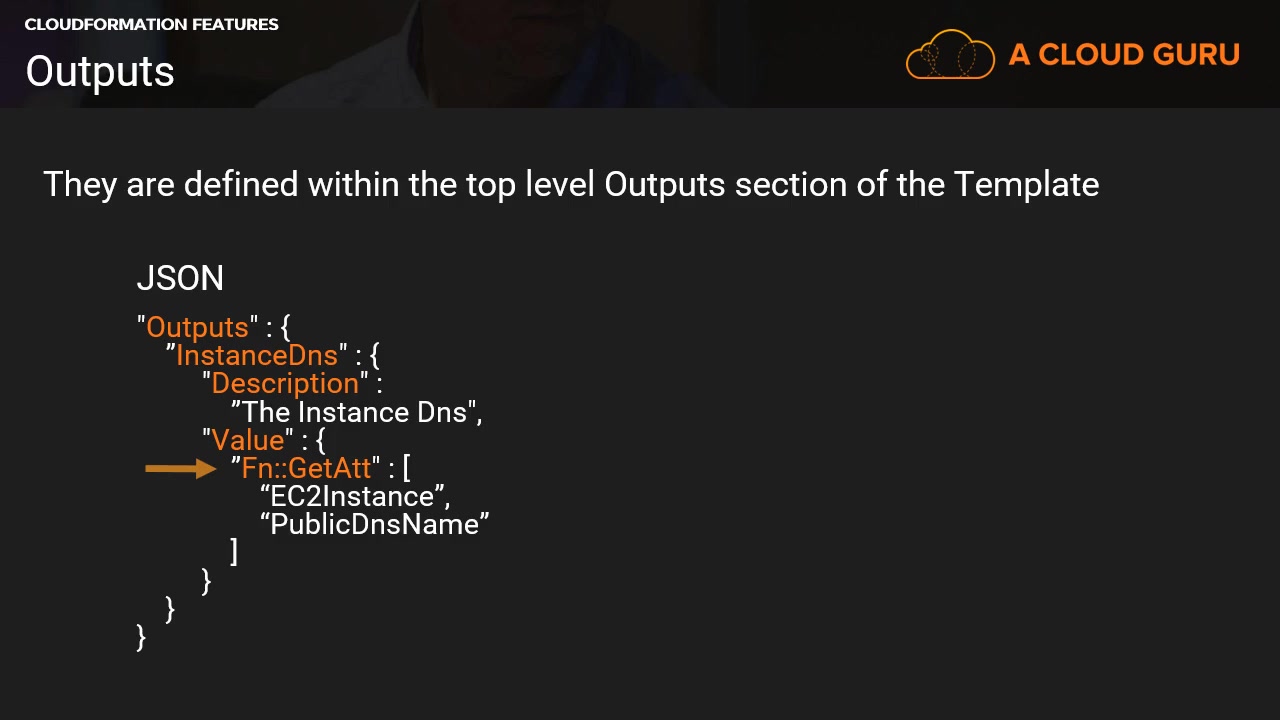 CLOUDFORMATION FEATURES
Outputs
A CLOUD GURU
They are defined within the top level Outputs section of the Template
JSON
"Outputs" : {
”InstanceDns" : {
"Description" :
”The Instance Dns",
"Value" : {
”Fn::GetAtt" : [
“EC2Instance”,
“PublicDnsName”
]
}
}
}